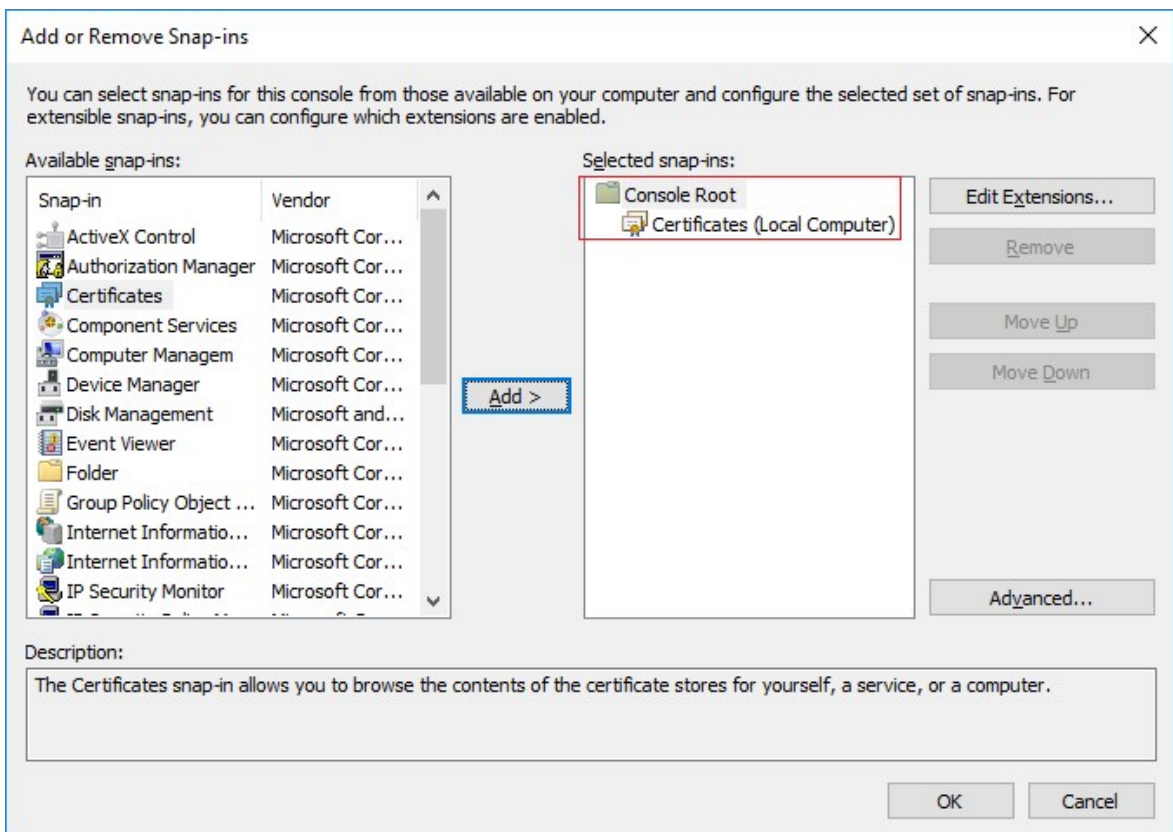 Add or Remove Snap-ins
You can select snap-ins for this console from those available on your computer and configure the selected set of snap-ins. For
extensible snap-ins, you can configure which extensions are enabled.
Available snap-ins:
Snap-in Vendor
ActiveX Control Microsoft Cor...
Authorization Manager Microsoft Cor...
Certificates Microsoft Cor...
Component Services Microsoft Cor...
Computer Managem Microsoft Cor...
Device Manager Microsoft Cor...
Disk Management Microsoft and...
Event Viewer Microsoft Cor...
Folder Microsoft Cor...
Group Policy Object ... Microsoft Cor...
Internet Informatio... Microsoft Cor...
Internet Informatio... Microsoft Cor...
IP Security Monitor Microsoft Cor...
Add >
Selected snap-ins:
Console Root
Certificates (Local Computer)
Edit Extensions...
Remove
Move Up
Move Down
Advanced...
Description:
The Certificates snap-in allows you to browse the contents of the certificate stores for yourself, a service, or a computer.
OK Cancel